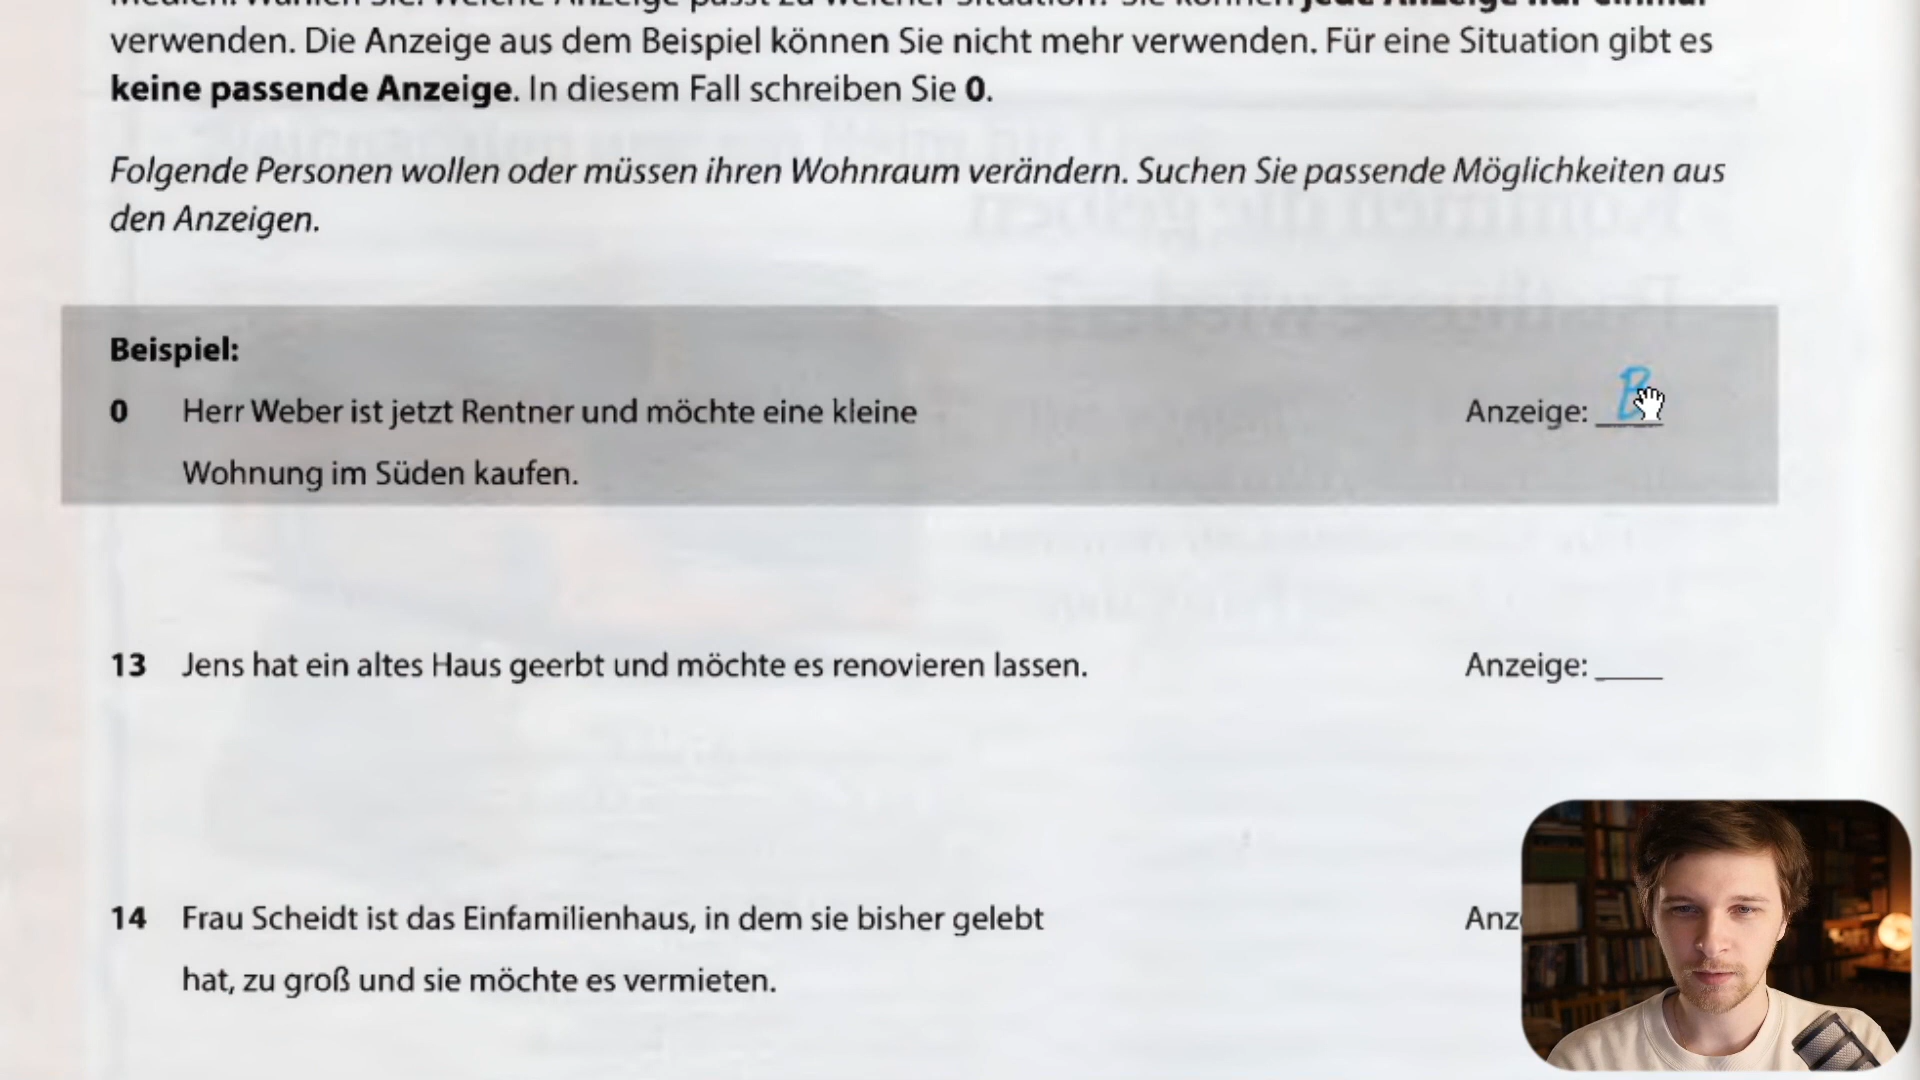 verwenden. Die Anzeige aus dem Beispiel können Sie nicht mehr verwenden. Für eine Situation gibt es
keine passende Anzeige. In diesem Fall schreiben Sie 0.
Folgende Personen wollen oder müssen ihren Wohnraum verändern. Suchen Sie passende Möglichkeiten aus
den Anzeigen.
Beispiel:
0 Herr Weber ist jetzt Rentner und möchte eine kleine Anzeige: B
Wohnung im Süden kaufen.
13 Jens hat ein altes Haus geerbt und möchte es renovieren lassen. Anzeige: ____
14 Frau Scheidt ist das Einfamilienhaus, in dem sie bisher gelebt
hat, zu groß und sie möchte es vermieten.